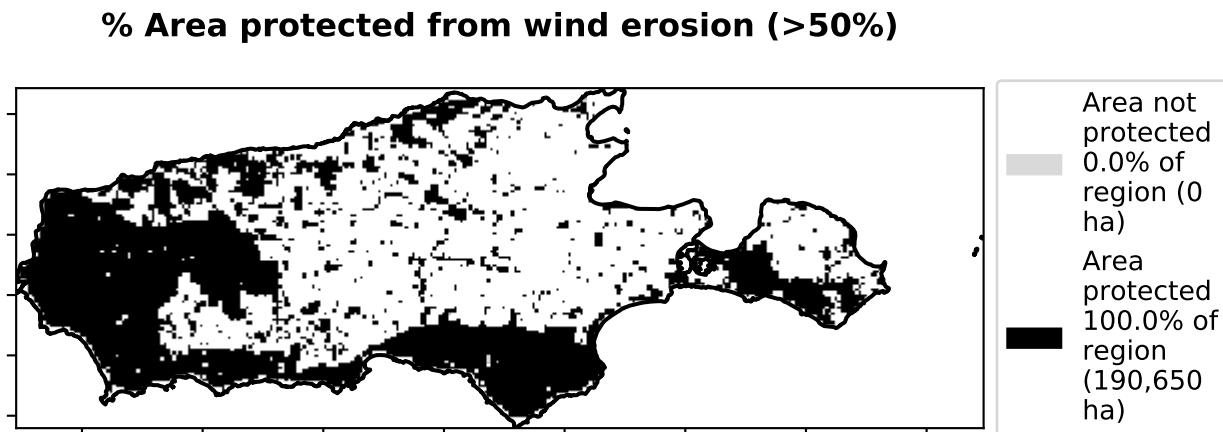 % Area protected from wind erosion (>50%)
Area not
protected
0.0% of
region (0
ha)
Area
protected
100.0% of
region
(190,650
ha)